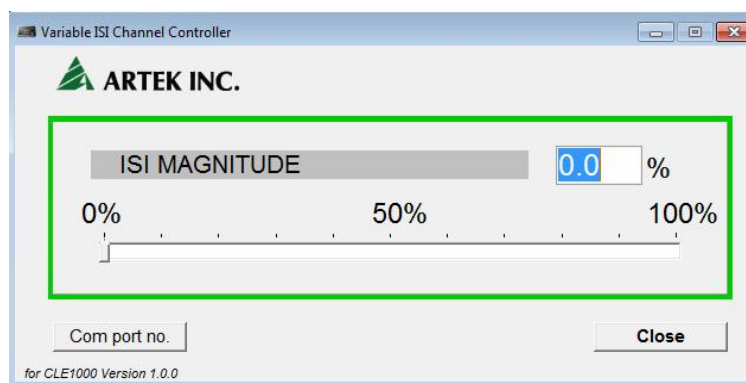 Variable ISI Channel Controller
ARTEK INC.
ISI MAGNITUDE 0.0 %
0% 50% 100%
Com port no. Close
for CLE1000 Version 1.0.0